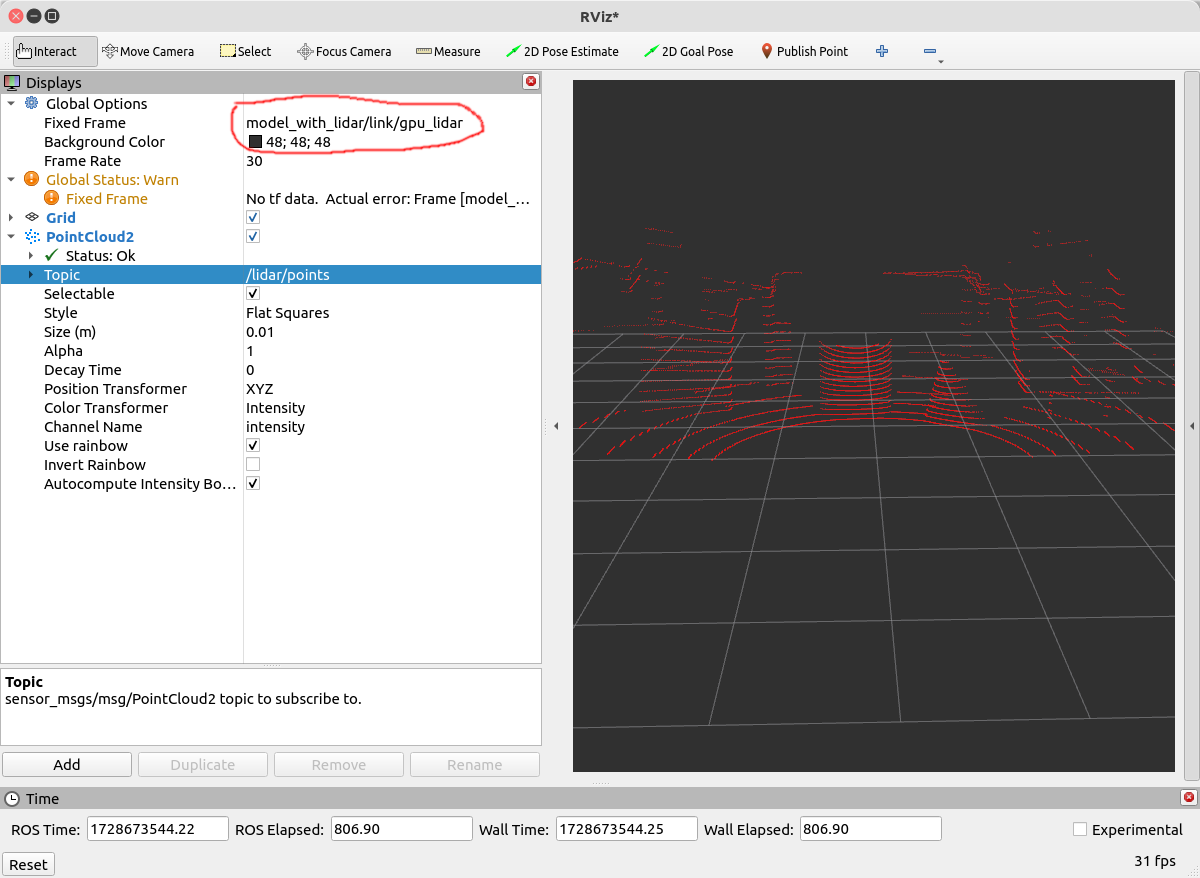 RViz*
Interact Move Camera Select Focus Camera Measure 2D Pose Estimate 2D Goal Pose Publish Point
Displays
Global Options
Fixed Frame model_with_lidar/link/gpu_lidar
Background Color 48; 48; 48
Frame Rate 30
Global Status: Warn
Fixed Frame No tf data. Actual error: Frame [model_...
Grid
PointCloud2
Status: Ok
Topic /lidar/points
Selectable
Style Flat Squares
Size (m) 0.01
Alpha 1
Decay Time 0
Position Transformer XYZ
Color Transformer Intensity
Channel Name intensity
Use rainbow
Invert Rainbow
Autocompute Intensity Bo...
Topic
sensor_msgs/msg/PointCloud2 topic to subscribe to.
Add Duplicate Remove Rename
Time
ROS Time: 1728673544.22 ROS Elapsed: 806.90 Wall Time: 1728673544.25 Wall Elapsed: 806.90 Experimental
Reset 31 fps